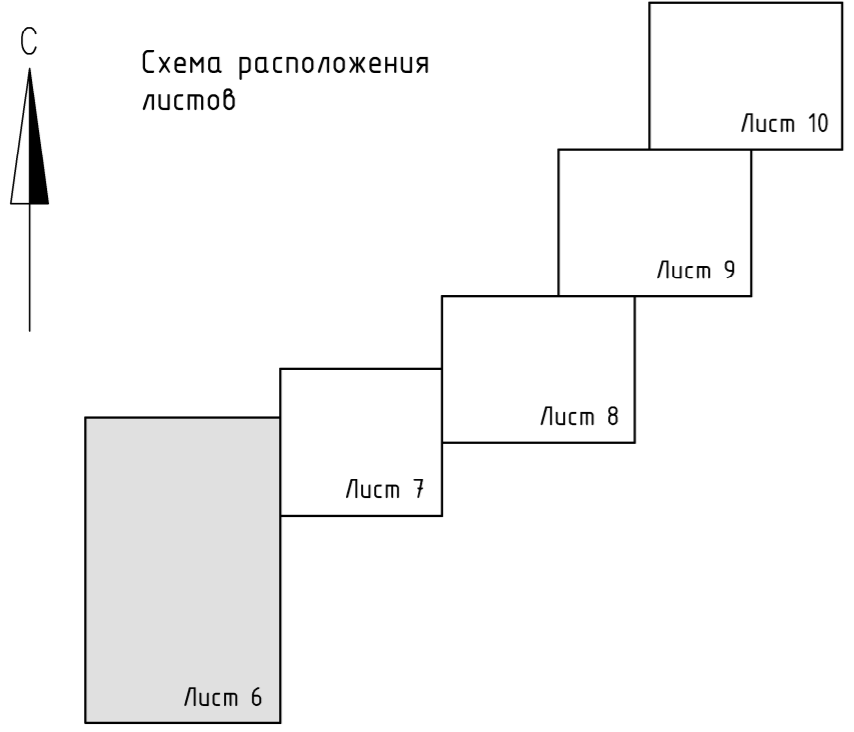 С
Схема расположения
листов
Лист 10
Лист 9
Лист 8
Лист 7
Лист 6